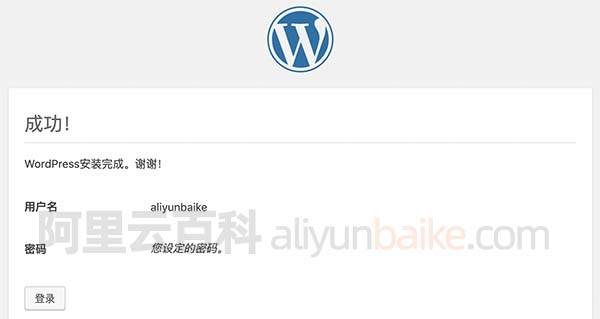 成功！
WordPress安装完成。谢谢！
用户名 aliyunbaike
阿里云百科 aliyunbaike.com
密码 您设定的密码。
登录